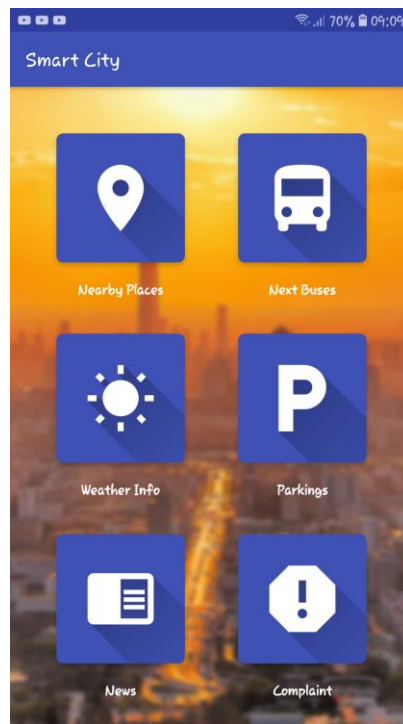 70% 09:09
Smart City
Nearby Places
Next Buses
Weather Info
P
Parkings
News
Complaint